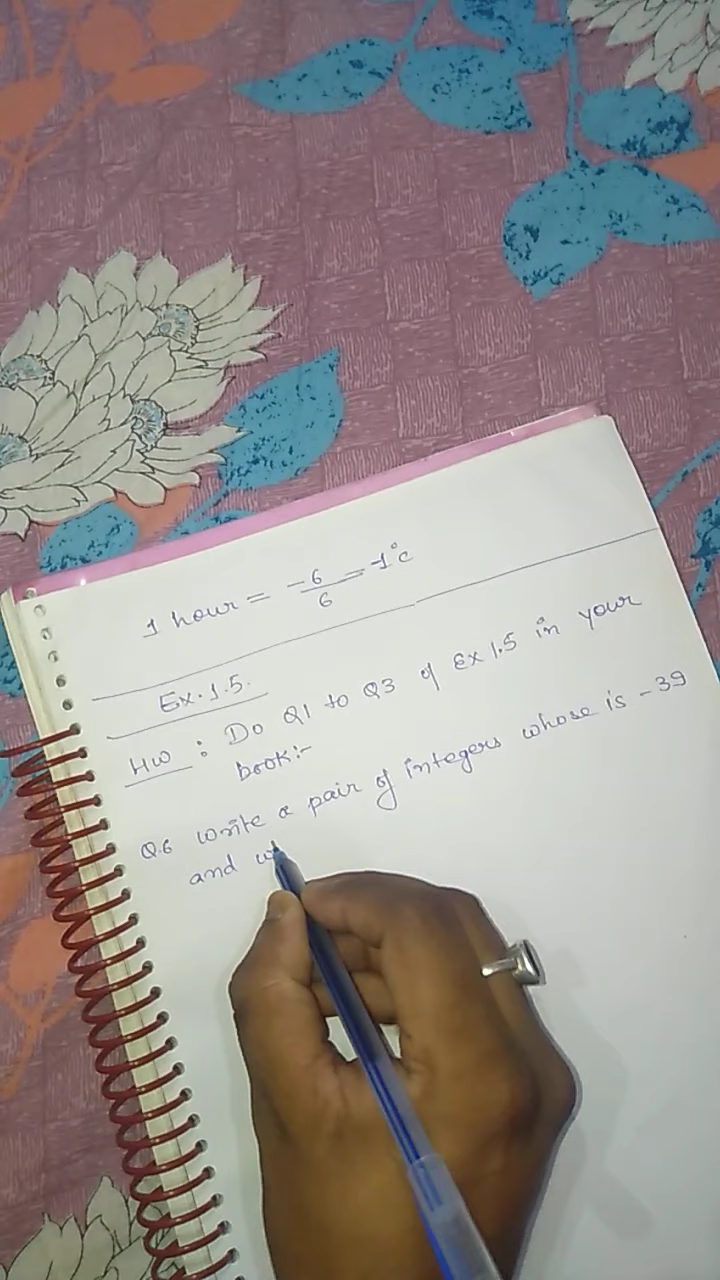 1 hour = -6/6 = -1°c
Ex. 1.5.
HW : Do Q1 to Q3 of Ex 1.5 in your
book:-
Q.6 Write a pair of integers whose is -39
and w